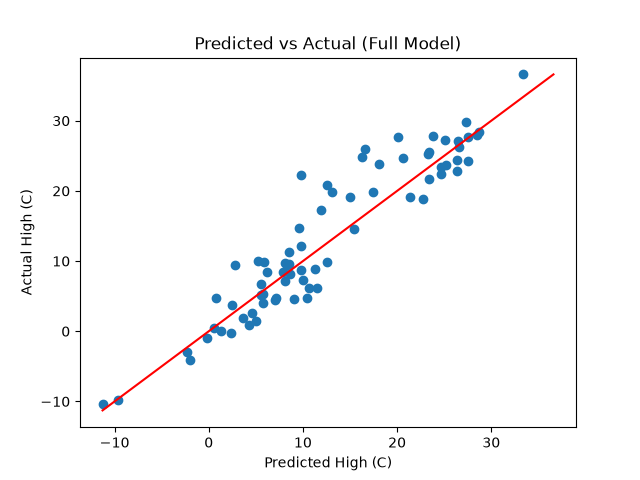 Predicted vs Actual (Full Model)
30
20
10
0
−10
Actual High (C)
−10 0 10 20 30
Predicted High (C)